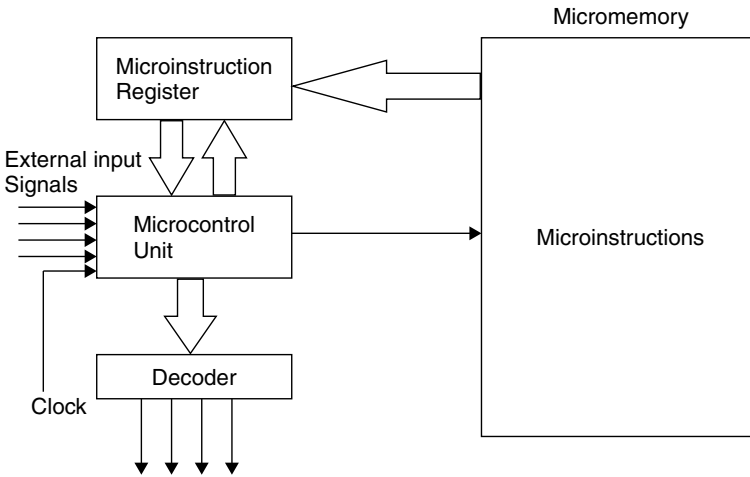 Micromemory
Microinstruction
Register
External input
Signals
Microcontrol
Unit
Microinstructions
Decoder
Clock